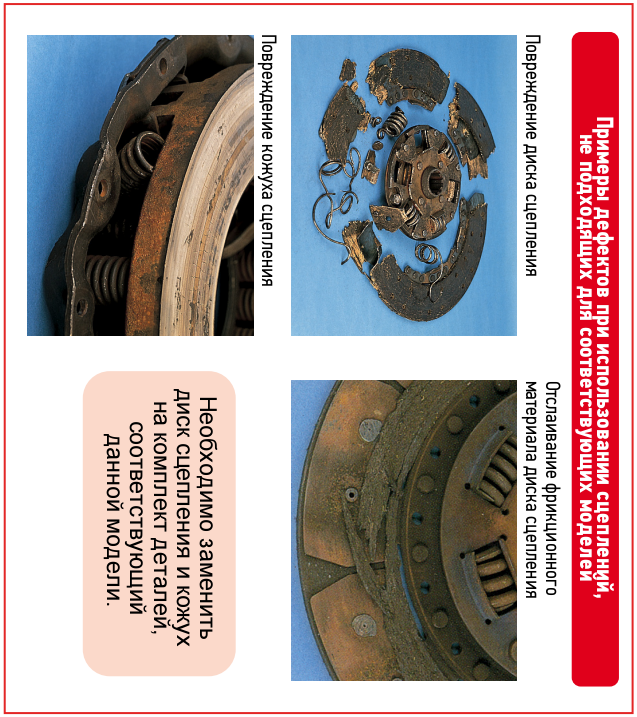 Примеры дефектов при использовании сцеплений,
не подходящих для соответствующих моделей
Повреждение диска сцепления
Отслаивание фрикционного
материала диска сцепления
Повреждение кожуха сцепления
Необходимо заменить
диск сцепления и кожух
на комплект деталей,
соответствующий
данной модели.